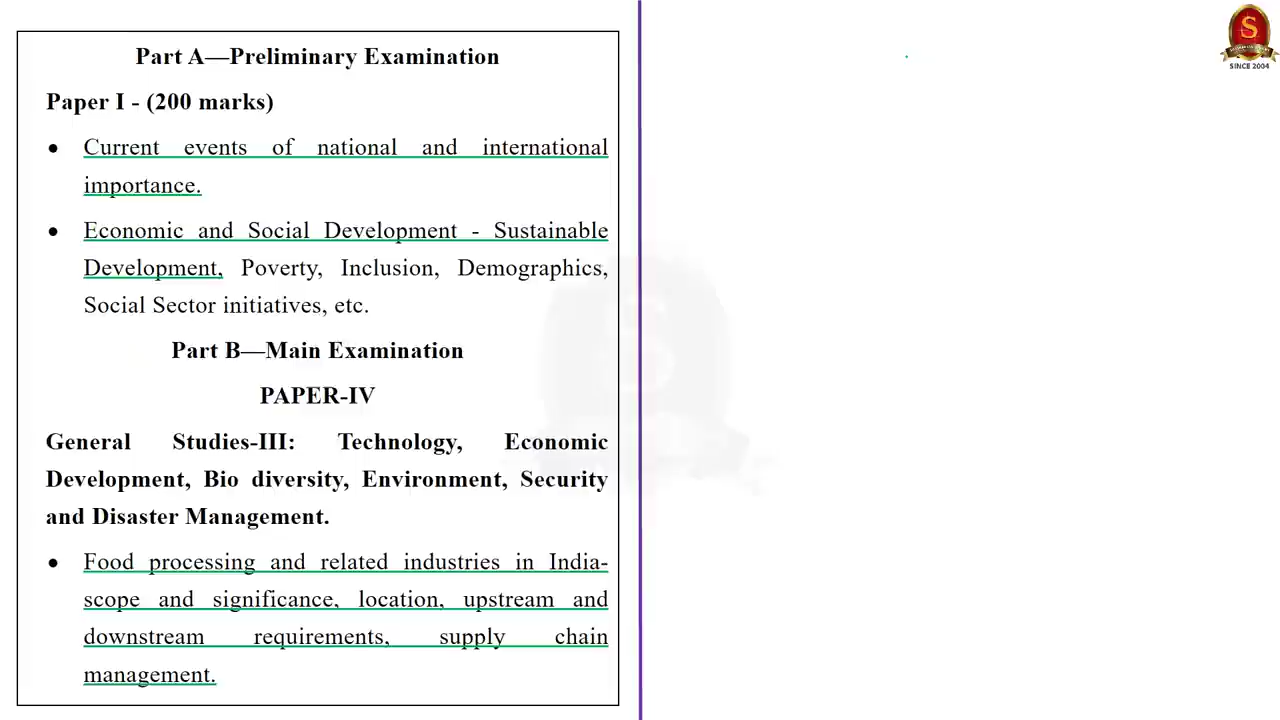 Part A—Preliminary Examination
Paper I - (200 marks)
● Current events of national and international
importance.
● Economic and Social Development - Sustainable
Development, Poverty, Inclusion, Demographics,
Social Sector initiatives, etc.
Part B—Main Examination
PAPER-IV
General Studies-III: Technology, Economic
Development, Bio diversity, Environment, Security
and Disaster Management.
● Food processing and related industries in India-
scope and significance, location, upstream and
downstream requirements, supply chain
management.
S
SINCE 2004